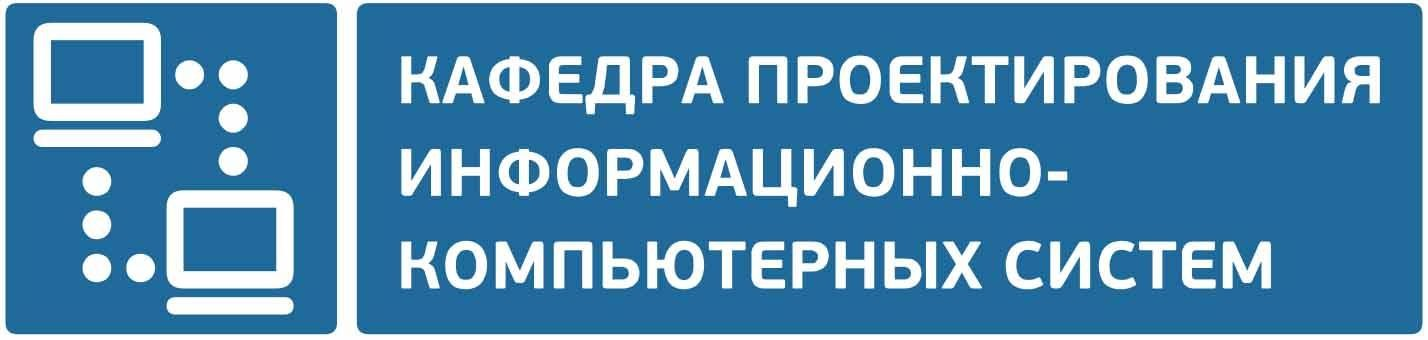 КАФЕДРА ПРОЕКТИРОВАНИЯ
ИНФОРМАЦИОННО-
КОМПЬЮТЕРНЫХ СИСТЕМ